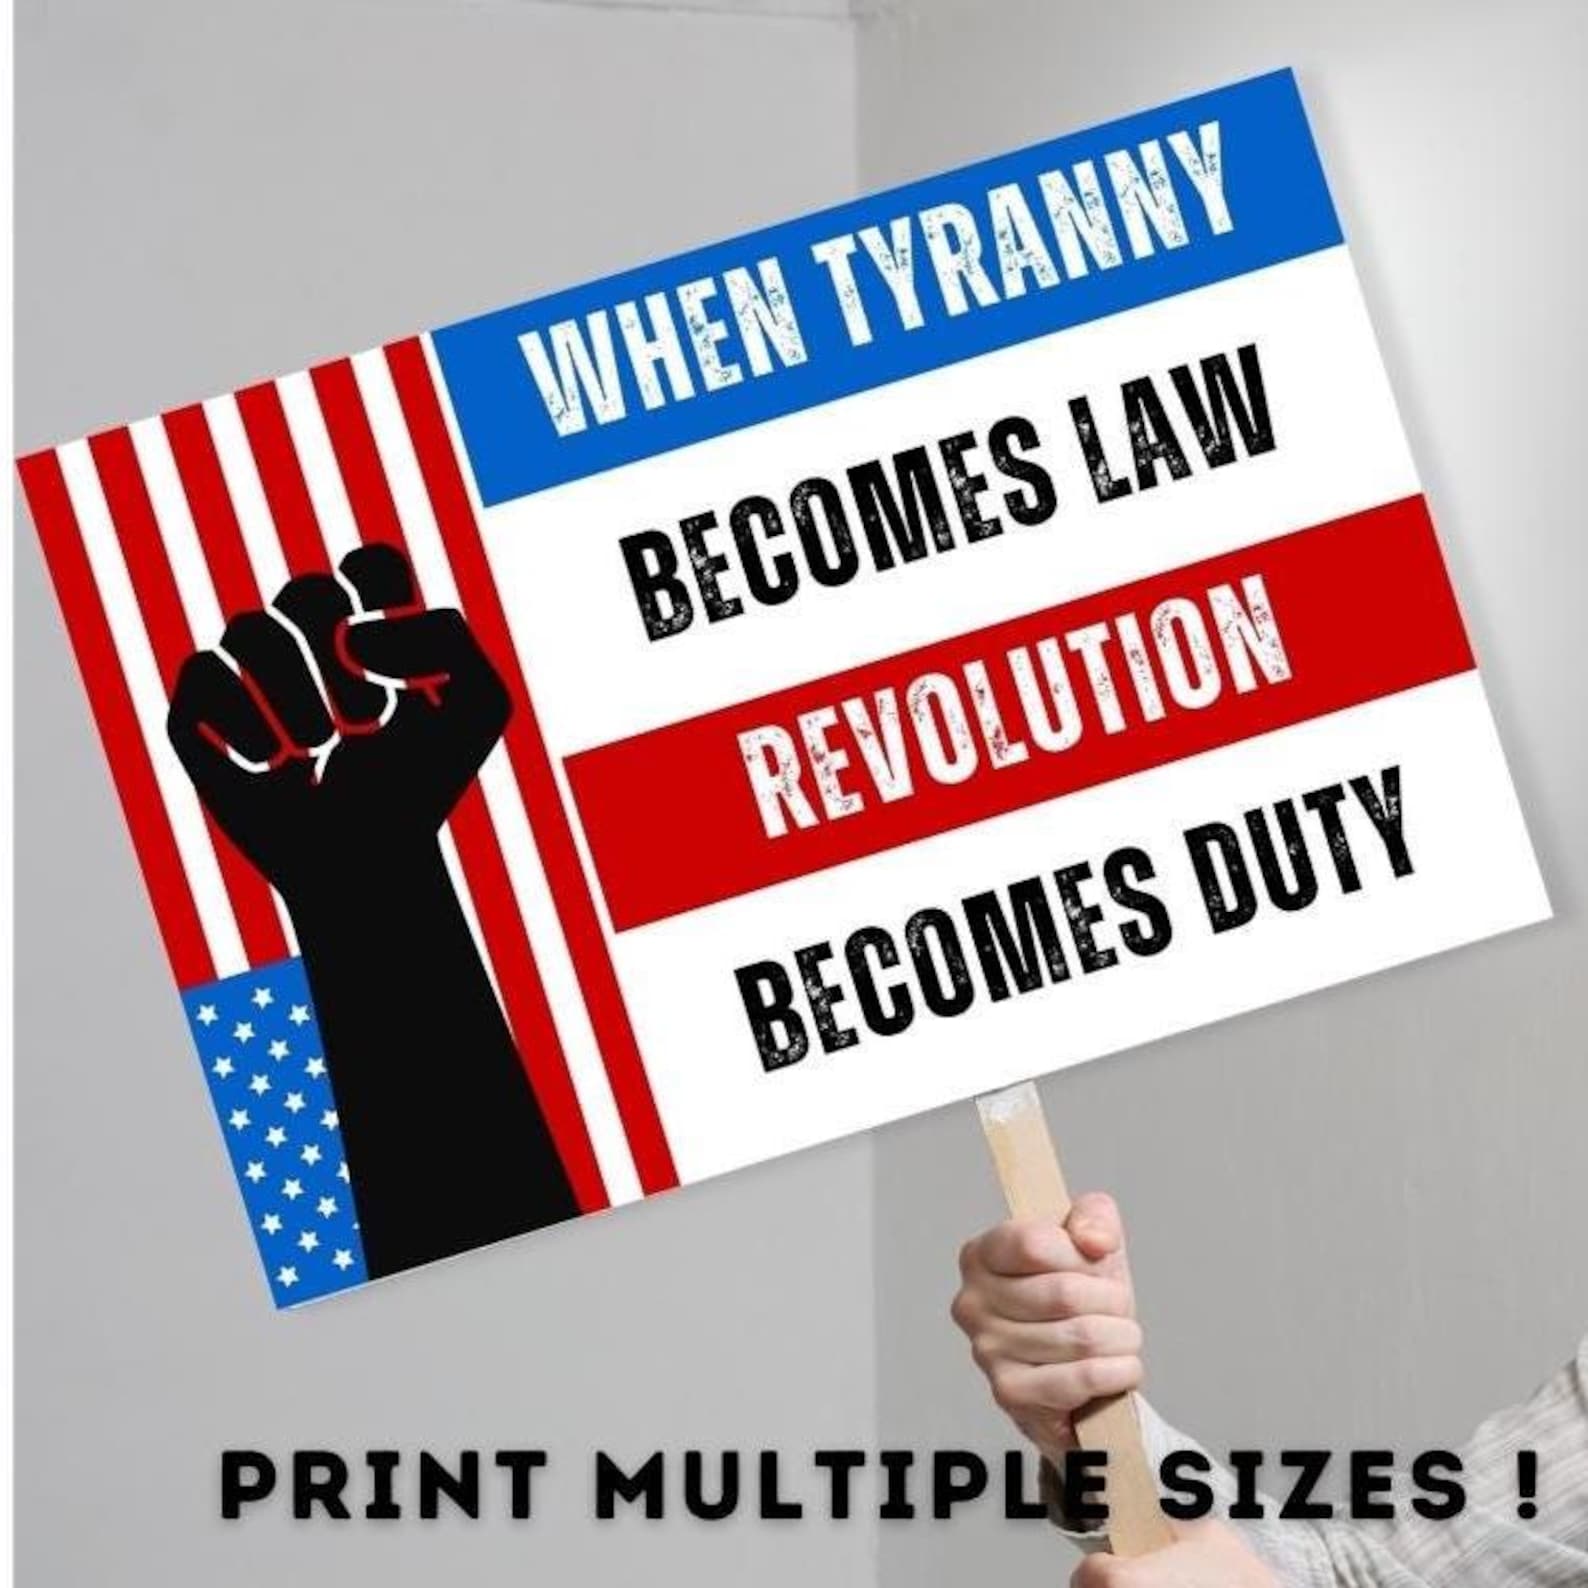 WHEN TYRANNY
BECOMES LAW
REVOLUTION
BECOMES DUTY
PRINT MULTIPLE SIZES !